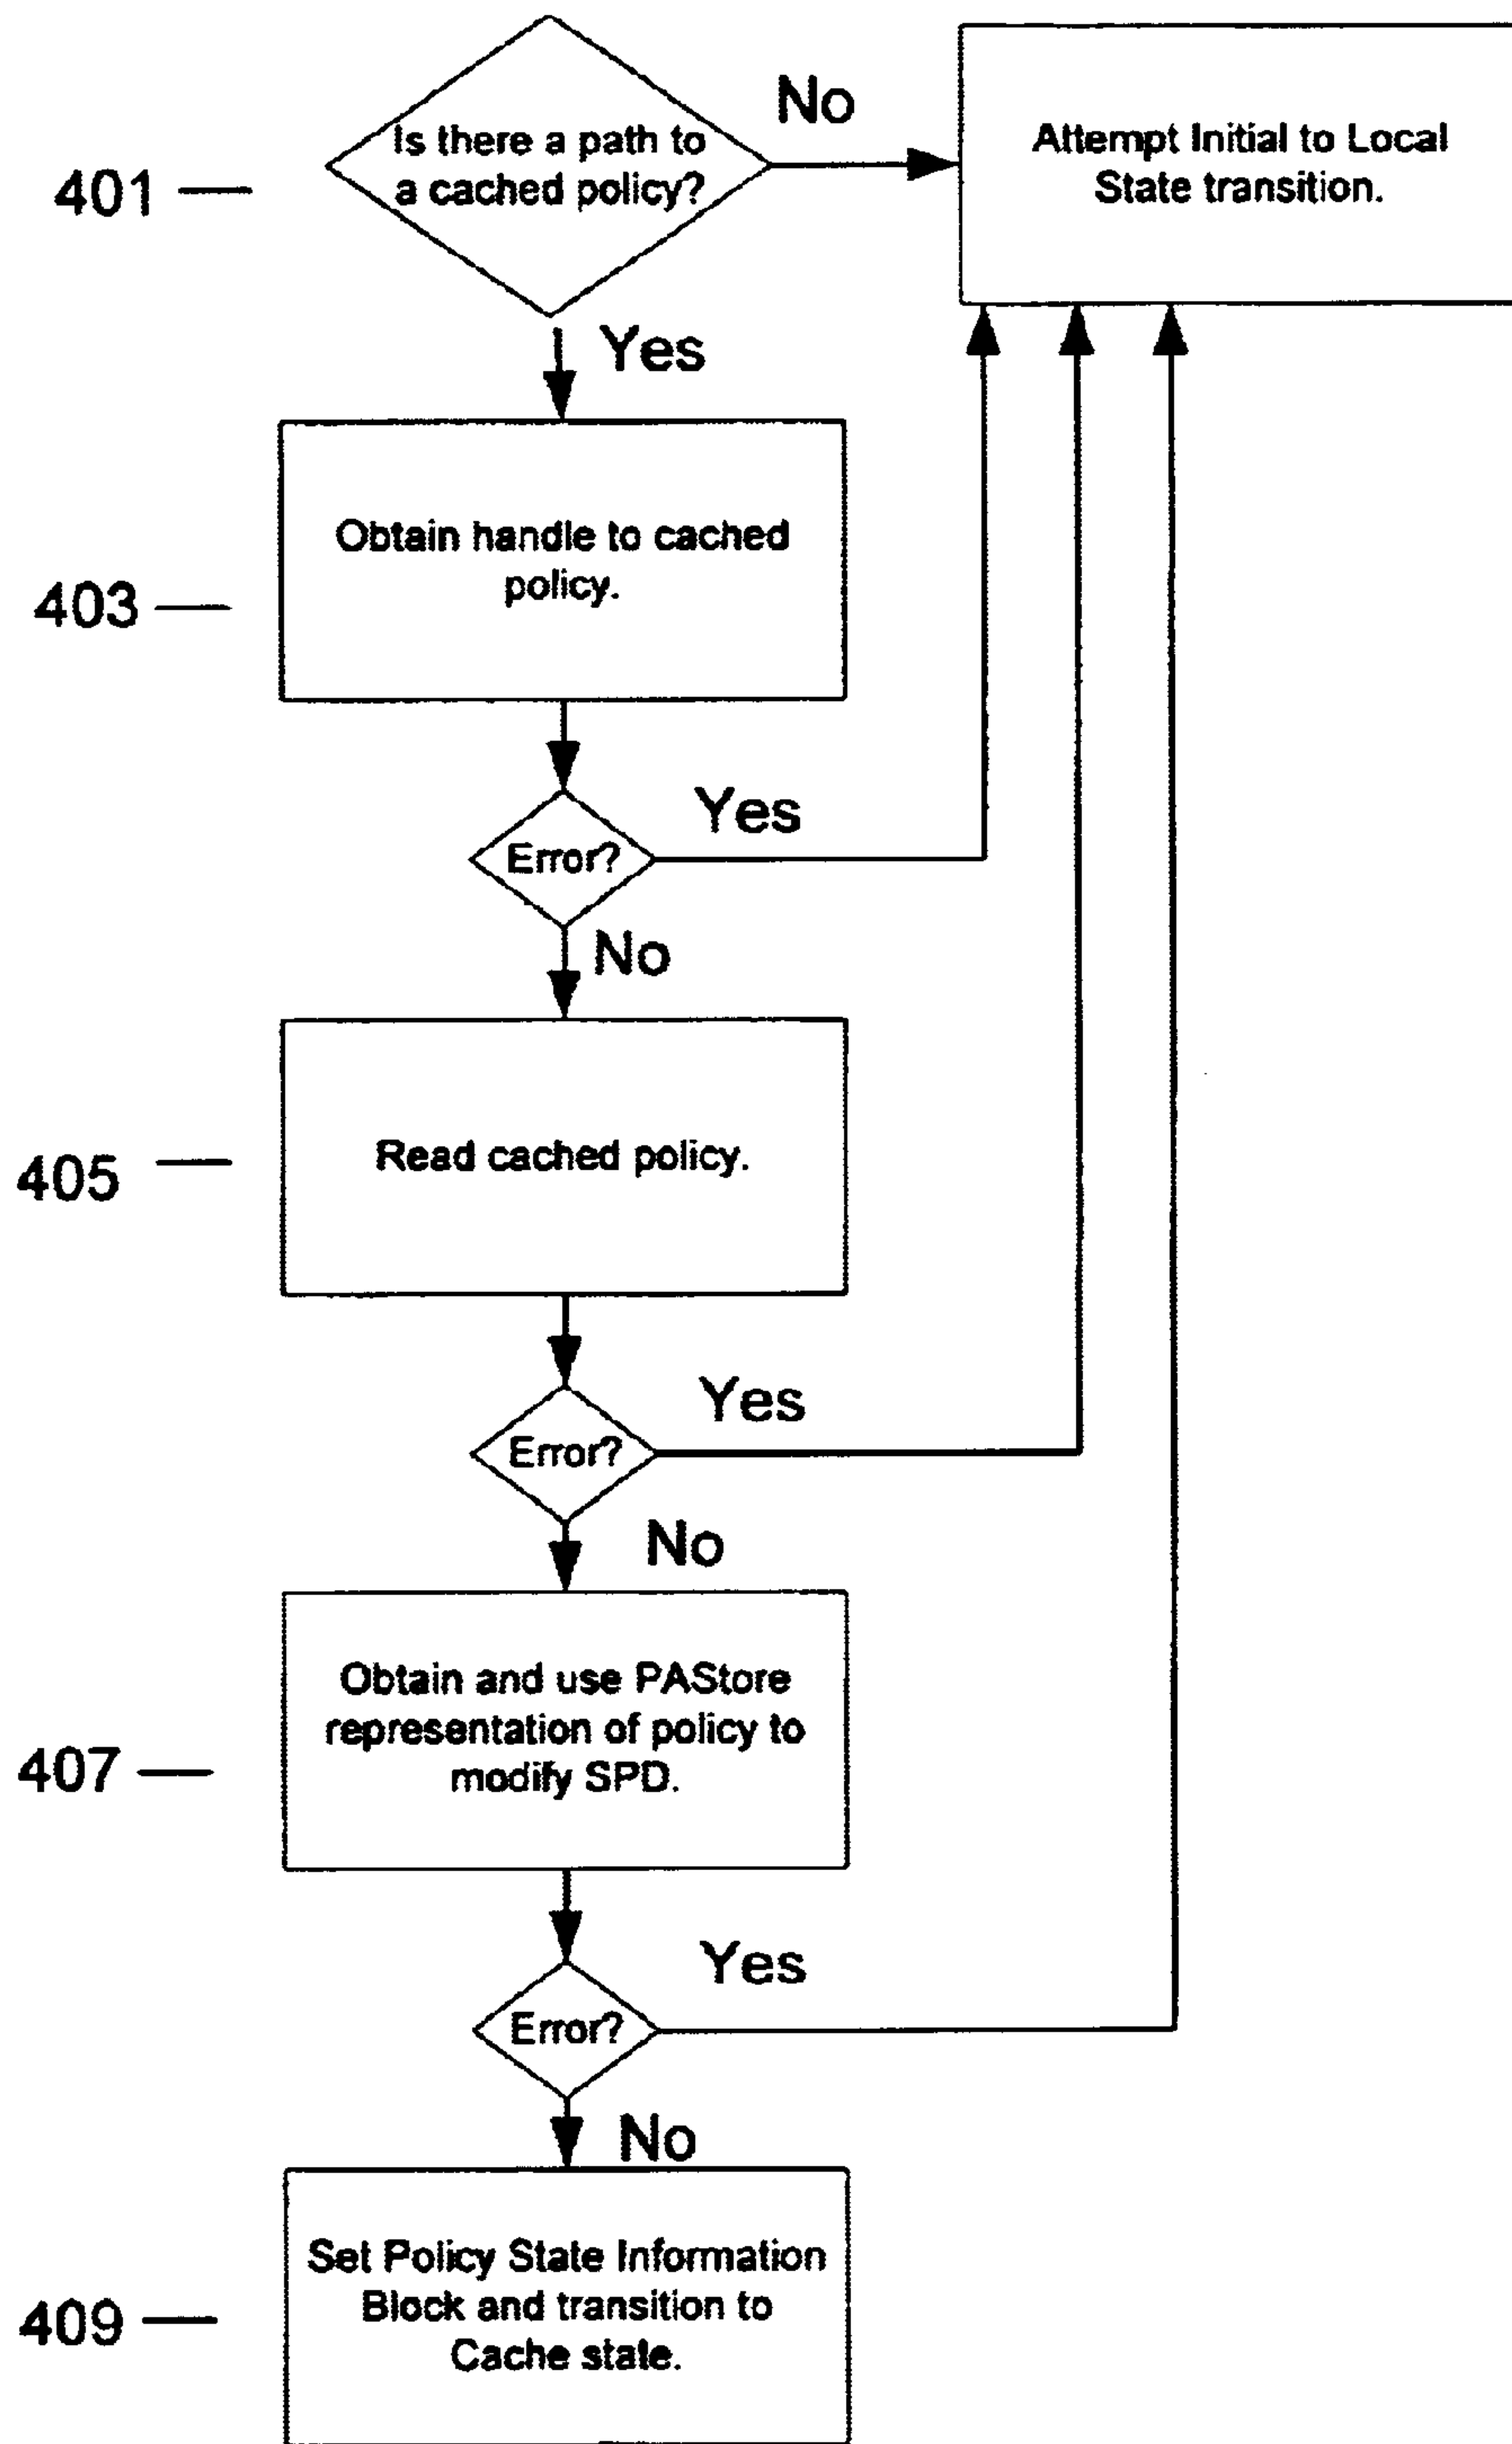 Is there a path to
a cached policy?
No
Attempt Initial to Local
State transition.
401
Yes
Obtain handle to cached
policy.
403
Error?
Yes
No
Read cached policy.
405
Error?
Yes
No
Obtain and use PAStore
representation of policy to
modify SPD.
407
Error?
Yes
No
Set Policy State Information
Block and transition to
Cache state.
409